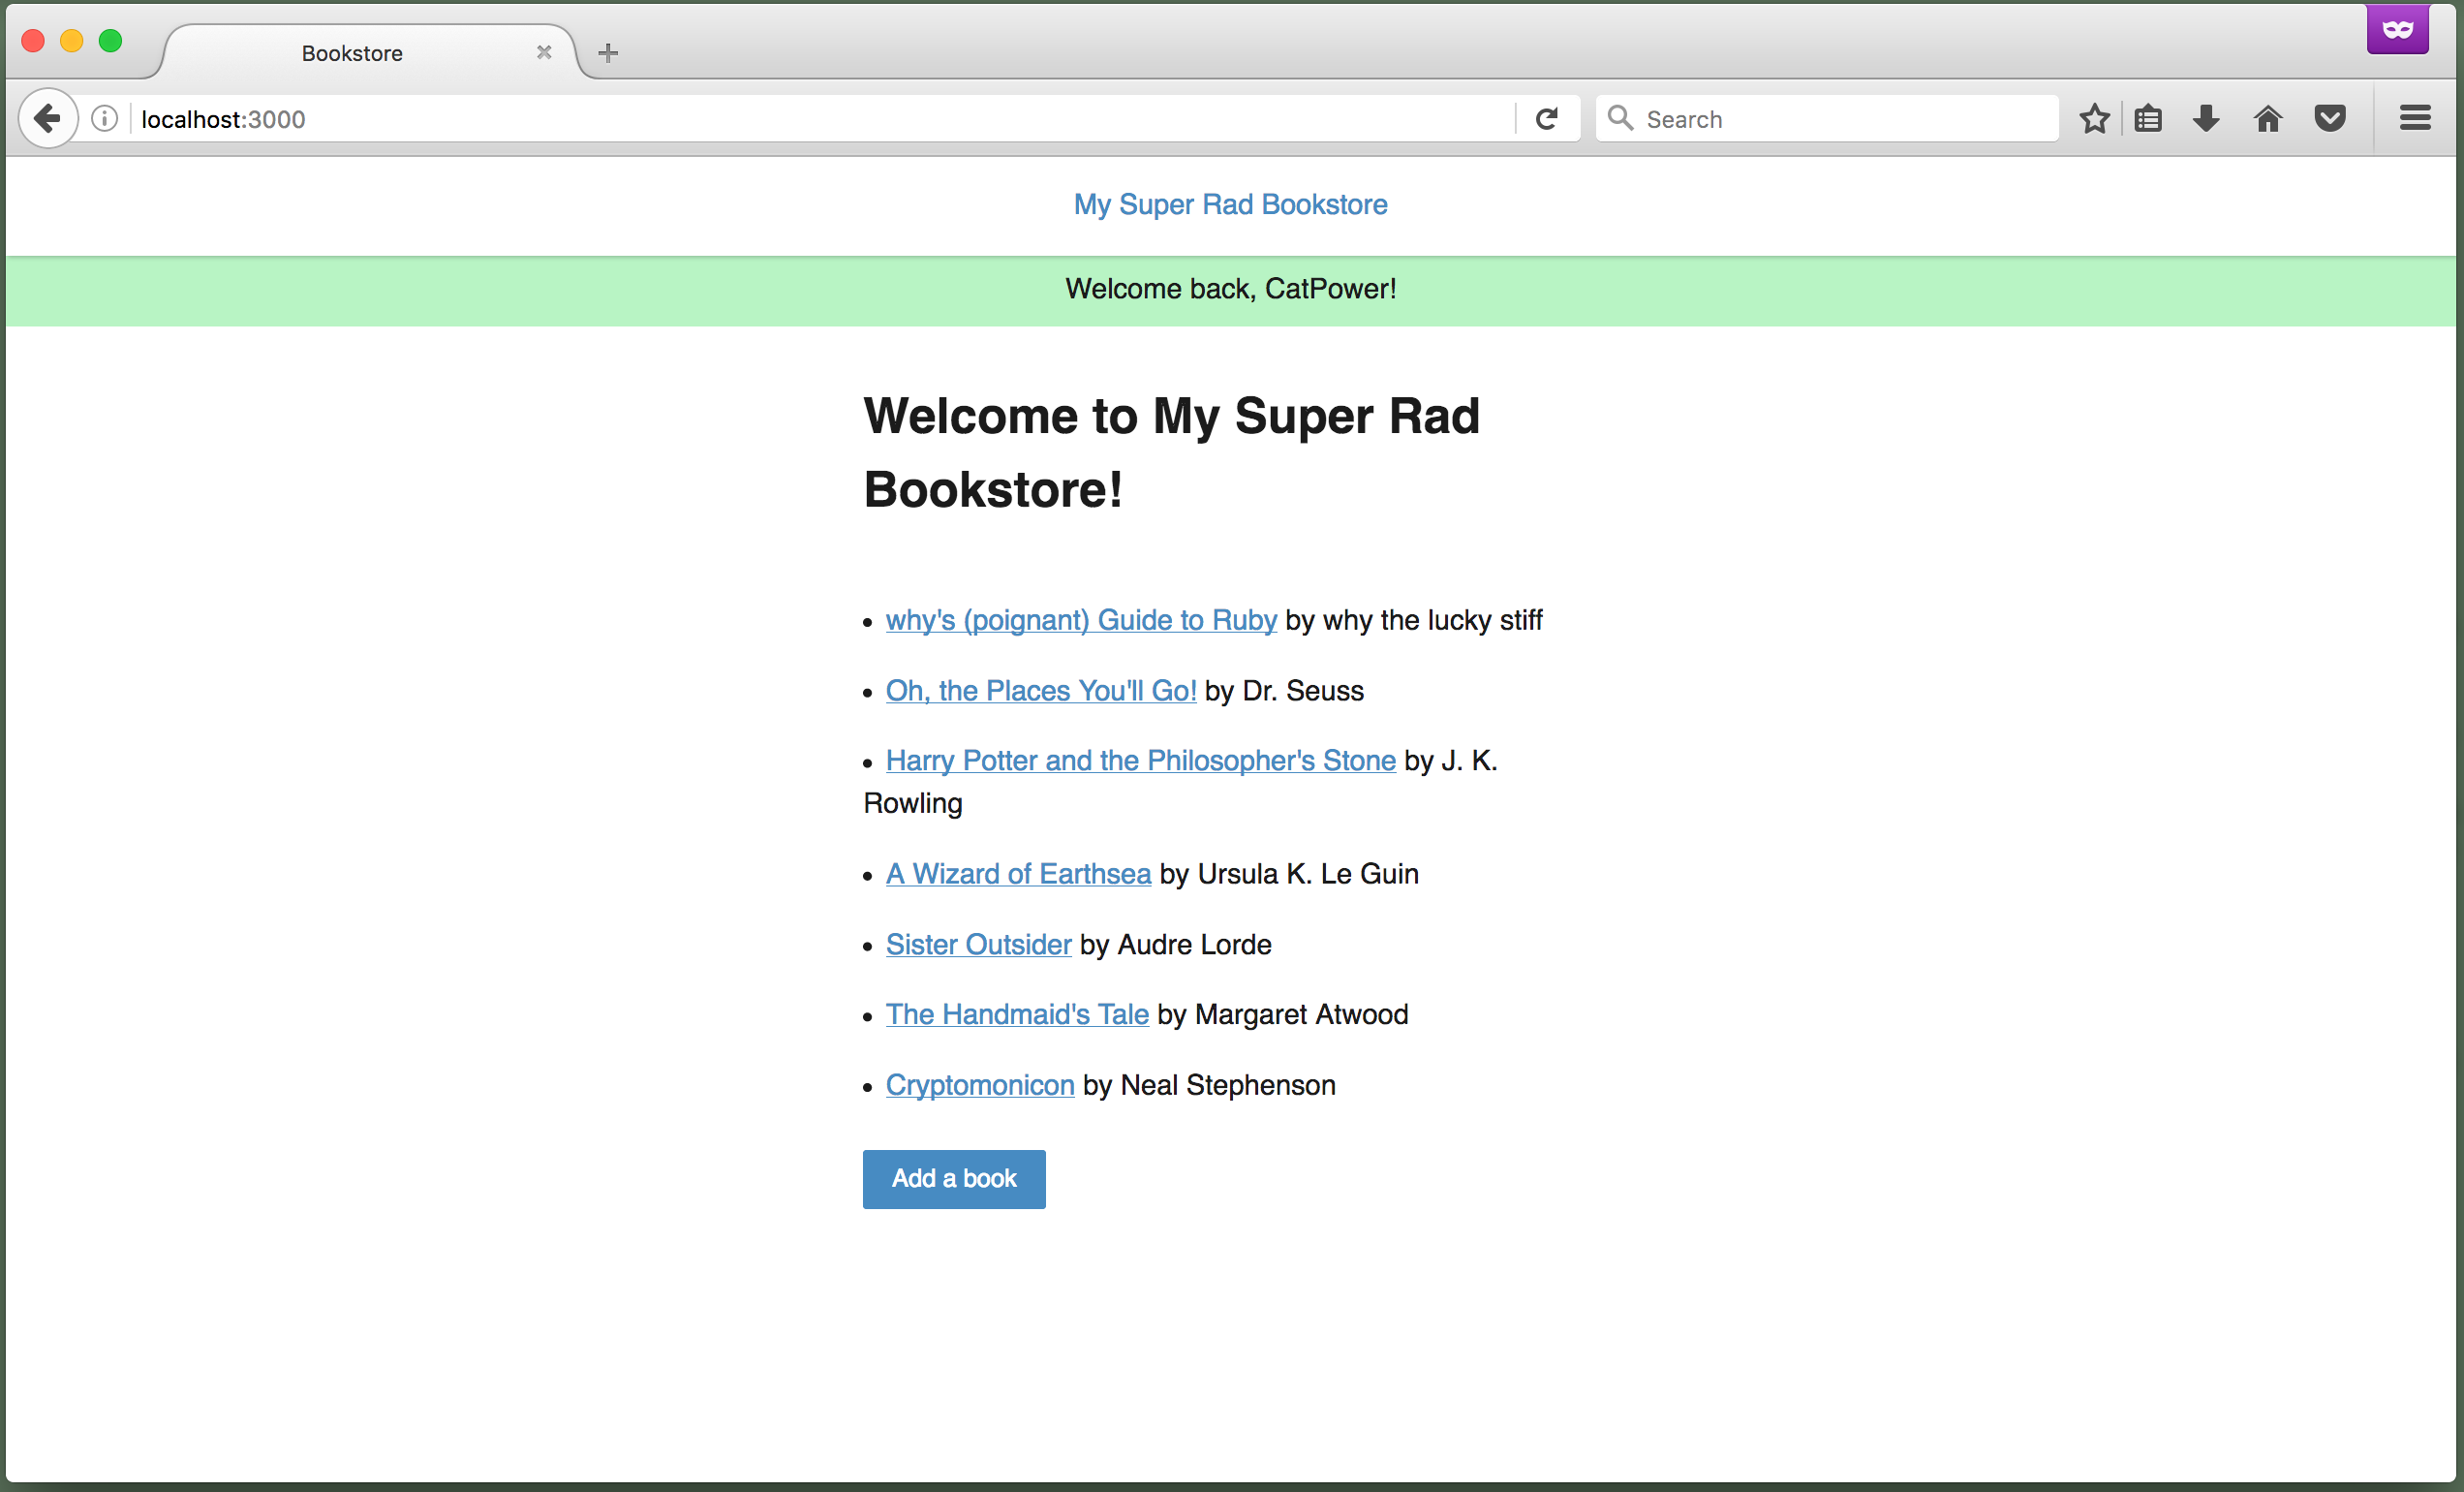 Bookstore
localhost:3000
Search
My Super Rad Bookstore
Welcome back, CatPower!
Welcome to My Super Rad
Bookstore!
• why's (poignant) Guide to Ruby by why the lucky stiff
• Oh, the Places You'll Go! by Dr. Seuss
• Harry Potter and the Philosopher's Stone by J. K.
Rowling
• A Wizard of Earthsea by Ursula K. Le Guin
• Sister Outsider by Audre Lorde
• The Handmaid's Tale by Margaret Atwood
• Cryptomonicon by Neal Stephenson
Add a book